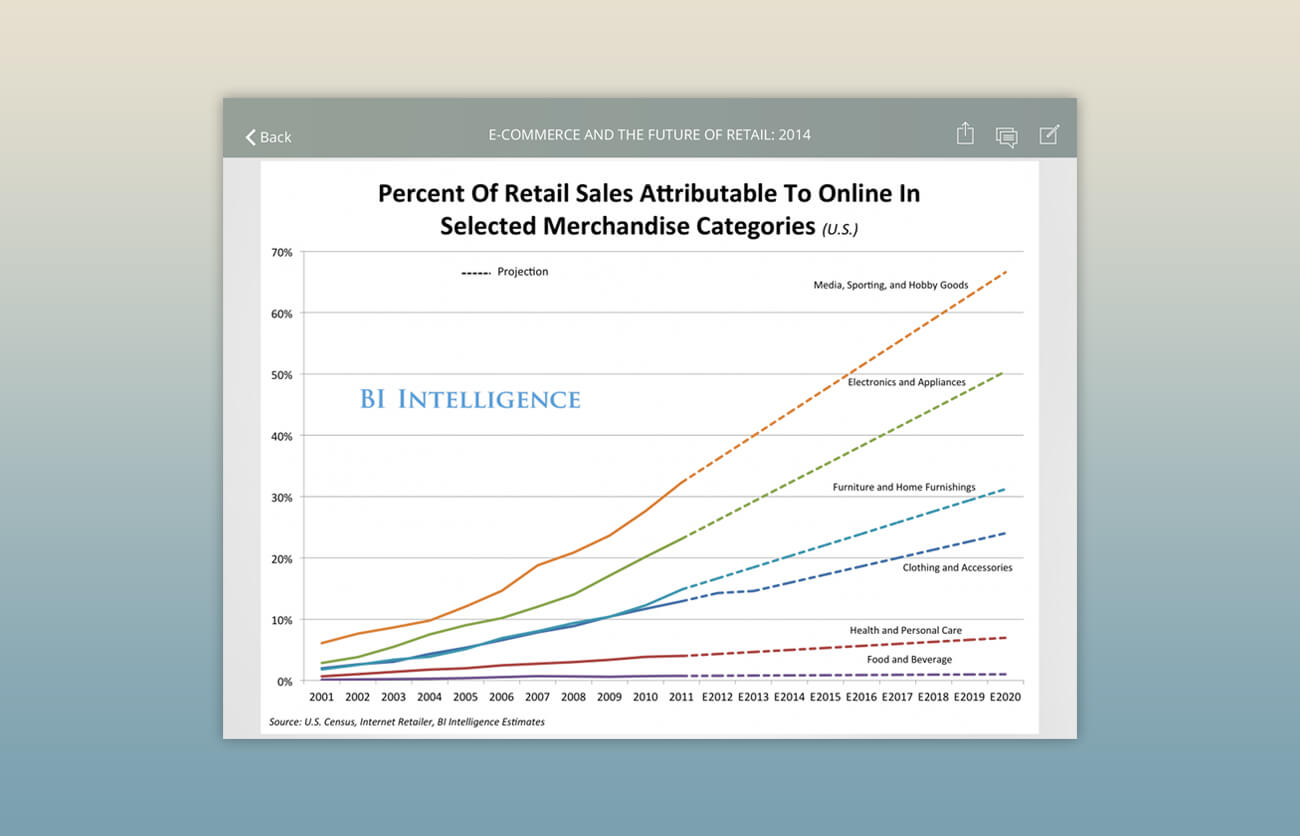 Back
E-COMMERCE AND THE FUTURE OF RETAIL: 2014
Percent Of Retail Sales Attributable To Online In
Selected Merchandise Categories (U.S.)
70%
Projection
Media, Sporting, and Hobby Goods
60%
50%
Electronics and Appliances
BI INTELLIGENCE
40%
30%
Furniture and Home Furnishings
20%
Clothing and Accessories
10%
Health and Personal Care
Food and Beverage
0%
2001 2002 2003 2004 2005 2006 2007 2008 2009 2010 2011 E2012 E2013 E2014 E2015 E2016 E2017 E2018 E2019 E2020
Source: U.S. Census, Internet Retailer, BI Intelligence Estimates